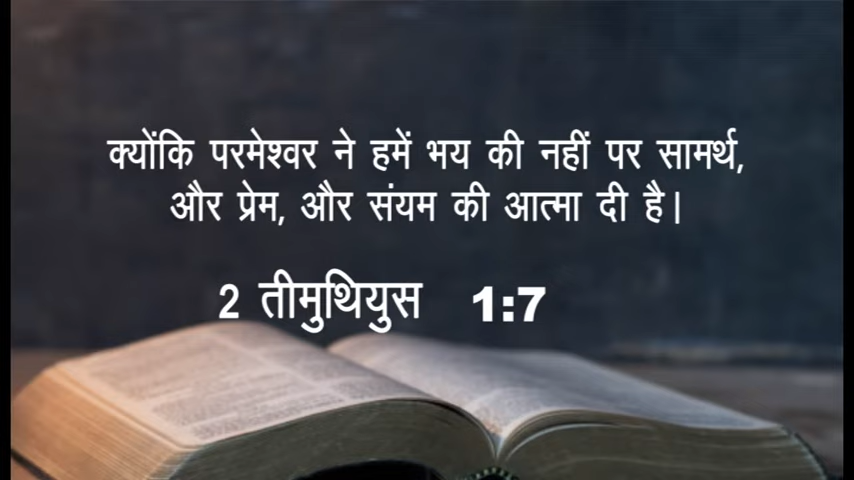 क्योंकि परमेश्वर ने हमें भय की नहीं पर सामर्थ,
और प्रेम, और संयम की आत्मा दी है|
2 तीमुथियुस 1:7